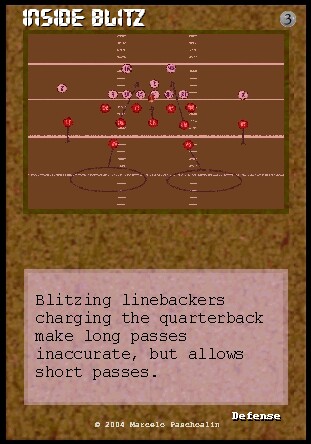 INSIDE BLITZ
3
Blitzing linebackers
charging the quarterback
make long passes
inaccurate, but allows
short passes.
Defense
© 2004 Marcelo Paschoalin